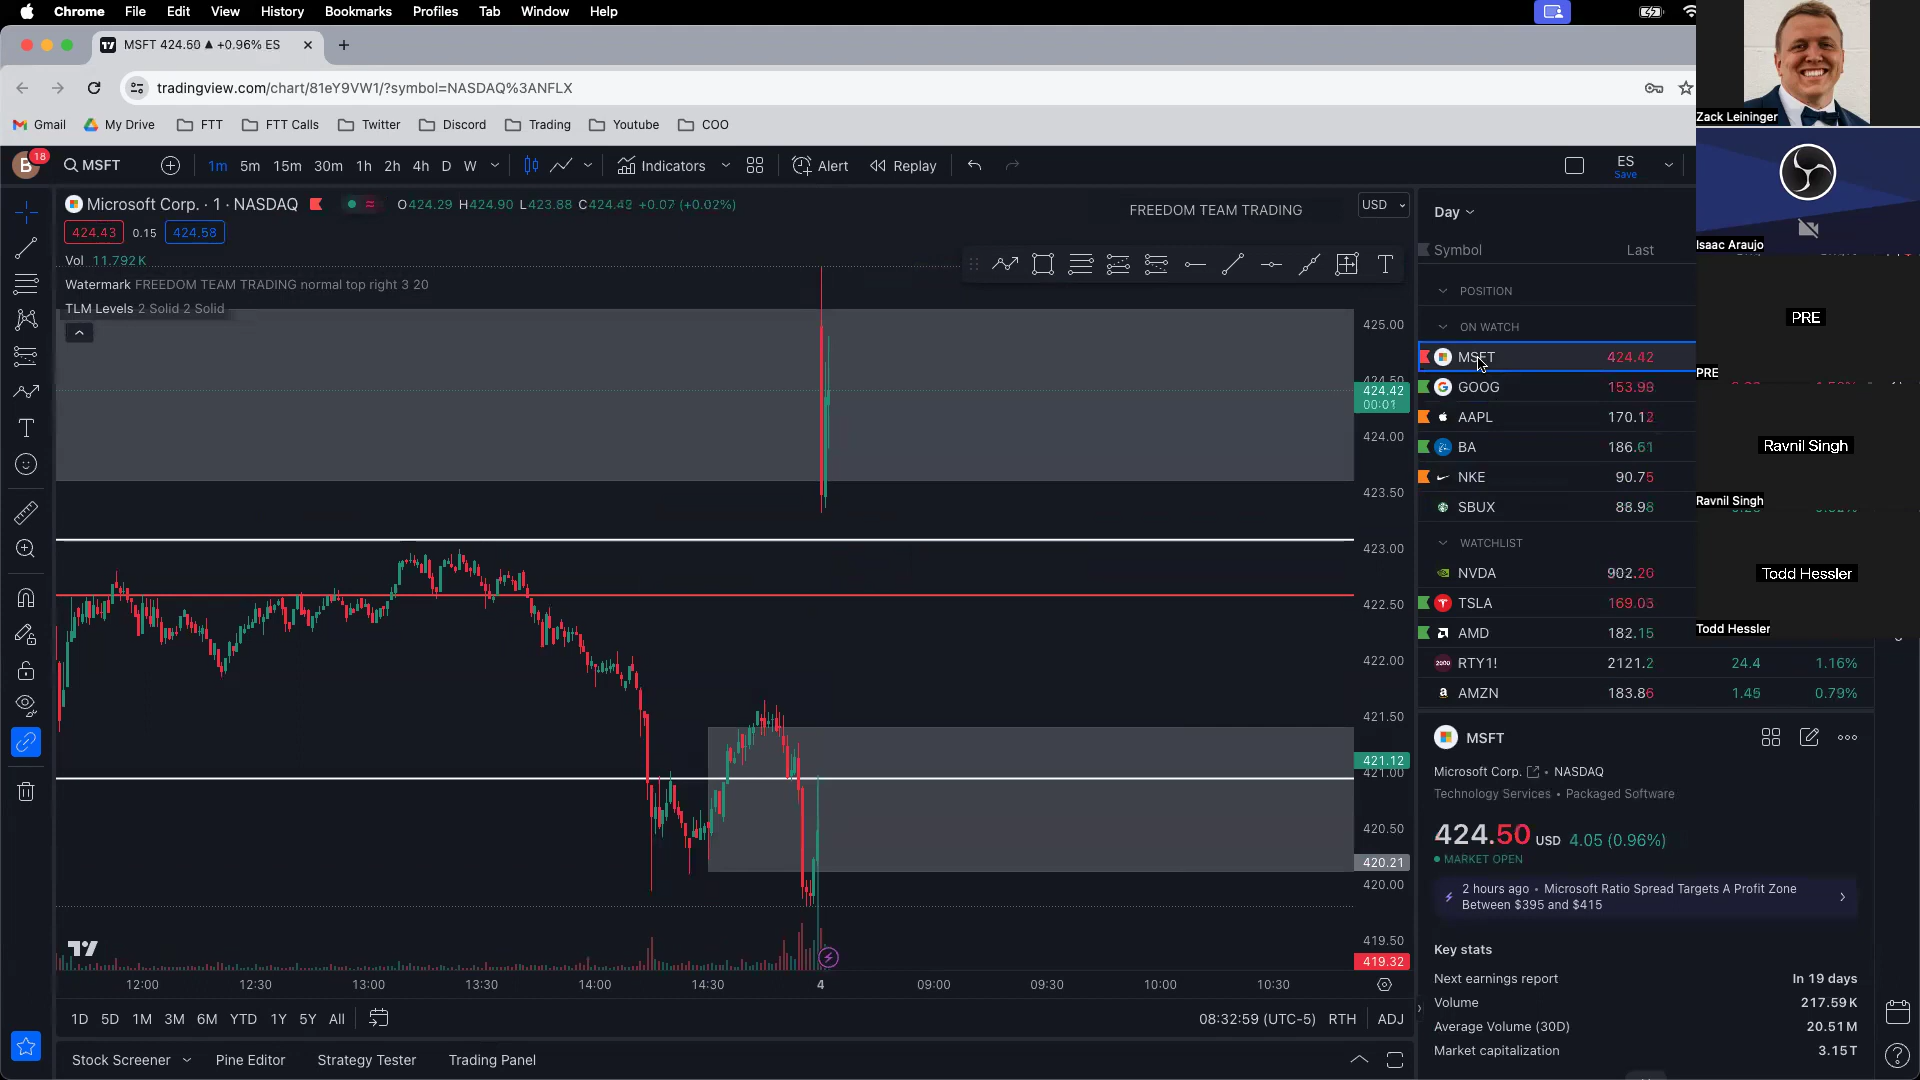 Chrome File Edit View History Bookmarks Profiles Tab Window Help
MSFT 424.50 ▲ +0.96% ES
tradingview.com/chart/81eY9VW1/?symbol=NASDAQ%3ANFLX
Gmail My Drive FTT FTT Calls Twitter Discord Trading Youtube COO
B 18 MSFT 1m 5m 15m 30m 1h 2h 4h D W Indicators Alert Replay ES
Save
Microsoft Corp. · 1 · NASDAQ O424.29 H424.90 L423.88 C424.42 +0.07 (+0.02%)
FREEDOM TEAM TRADING
USD
424.43 0.15 424.58
Vol 11.792K
Watermark FREEDOM TEAM TRADING normal top right 3 20
TLM Levels 2 Solid 2 Solid
425.00
424.42
00:01
424.00
423.50
423.00
422.50
422.00
421.50
421.12
421.00
420.50
420.21
420.00
419.50
419.32
12:00 12:30 13:00 13:30 14:00 14:30 4 09:00 09:30 10:00 10:30
1D 5D 1M 3M 6M YTD 1Y 5Y All
08:32:59 (UTC-5) RTH ADJ
Stock Screener Pine Editor Strategy Tester Trading Panel
Day
Symbol Last
POSITION
ON WATCH
MSFT 424.42
GOOG 153.98
AAPL 170.12
BA 186.61
NKE 90.75
SBUX 88.98
WATCHLIST
NVDA 902.20
TSLA 169.03
AMD 182.15
RTY1! 2121.2 24.4 1.16%
AMZN 183.86 1.45 0.79%
MSFT
Microsoft Corp. • NASDAQ
Technology Services • Packaged Software
424.50 USD 4.05 (0.96%)
MARKET OPEN
2 hours ago • Microsoft Ratio Spread Targets A Profit Zone
Between $395 and $415
Key stats
Next earnings report In 19 days
Volume 217.59K
Average Volume (30D) 20.51M
Market capitalization 3.15T
Zack Leininger
Isaac Araujo
PRE
PRE
Ravnil Singh
Ravnil Singh
Todd Hessler
Todd Hessler